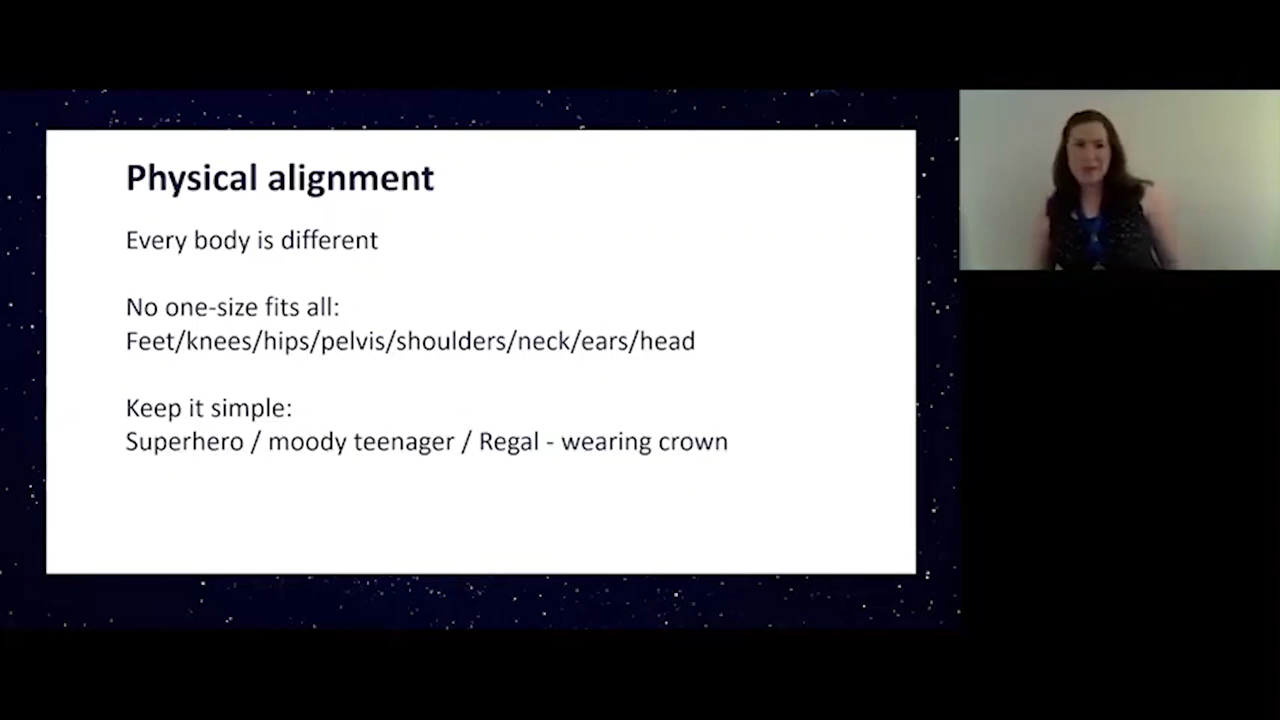 Physical alignment
Every body is different
No one-size fits all:
Feet/knees/hips/pelvis/shoulders/neck/ears/head
Keep it simple:
Superhero / moody teenager / Regal - wearing crown